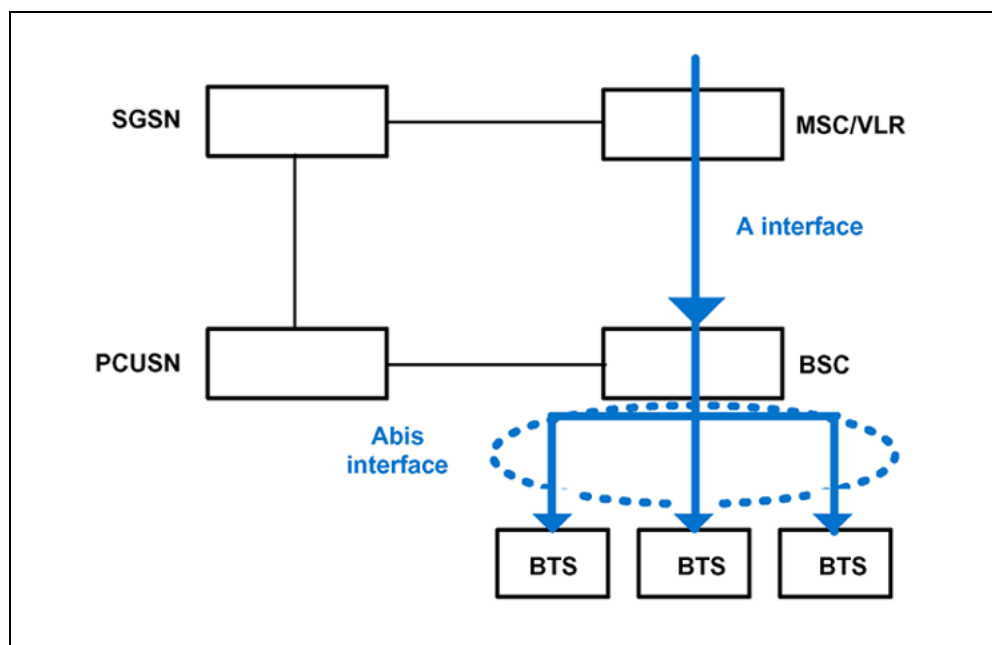 SGSN
MSC/VLR
A interface
PCUSN
BSC
Abis
interface
BTS
BTS
BTS